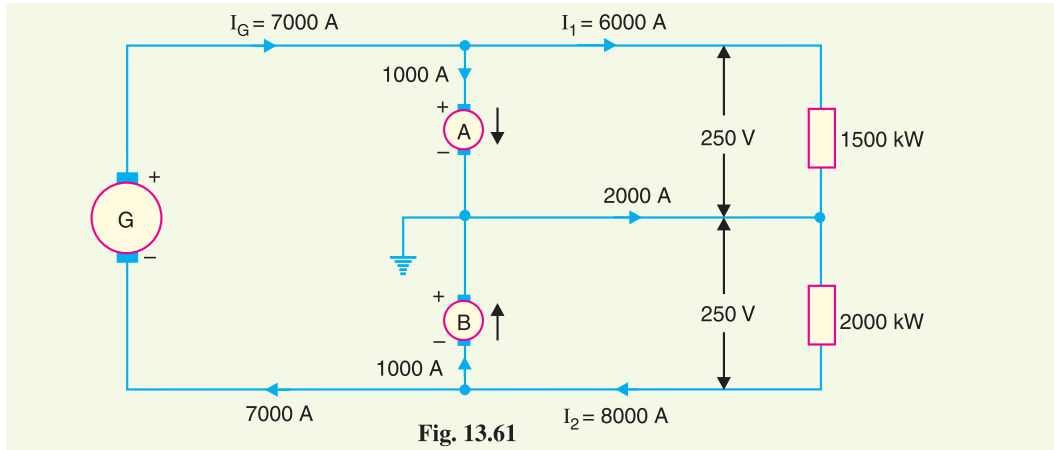 I_G = 7000 A
I_1 = 6000 A
1000 A
+
A
−
250 V
1500 kW
+
G
−
2000 A
+
B
−
250 V
2000 kW
1000 A
7000 A
I_2 = 8000 A
Fig. 13.61